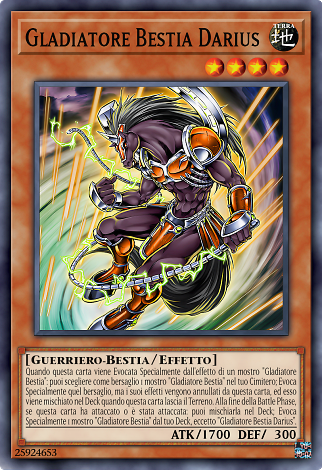 GLADIATORE BESTIA DARIUS
TERRA
地
[GUERRIERO-BESTIA/EFFETTO]
Quando questa carta viene Evocata Specialmente dall'effetto di un mostro "Gladiatore
Bestia": puoi scegliere come bersaglio i mostro "Gladiatore Bestia" nel tuo Cimitero; Evoca
Specialmente quel bersaglio, ma i suoi effetti vengono annullati da questa carta, ed esso
viene mischiato nel Deck quando questa carta lascia il Terreno. Alla fine della Battle Phase,
se questa carta ha attaccato o è stata attaccata: puoi mischiarla nel Deck; Evoca
Specialmente i mostro "Gladiatore Bestia" dal tuo Deck, eccetto "Gladiatore Bestia Darius".
ATK/1700 DEF/ 300
25924653